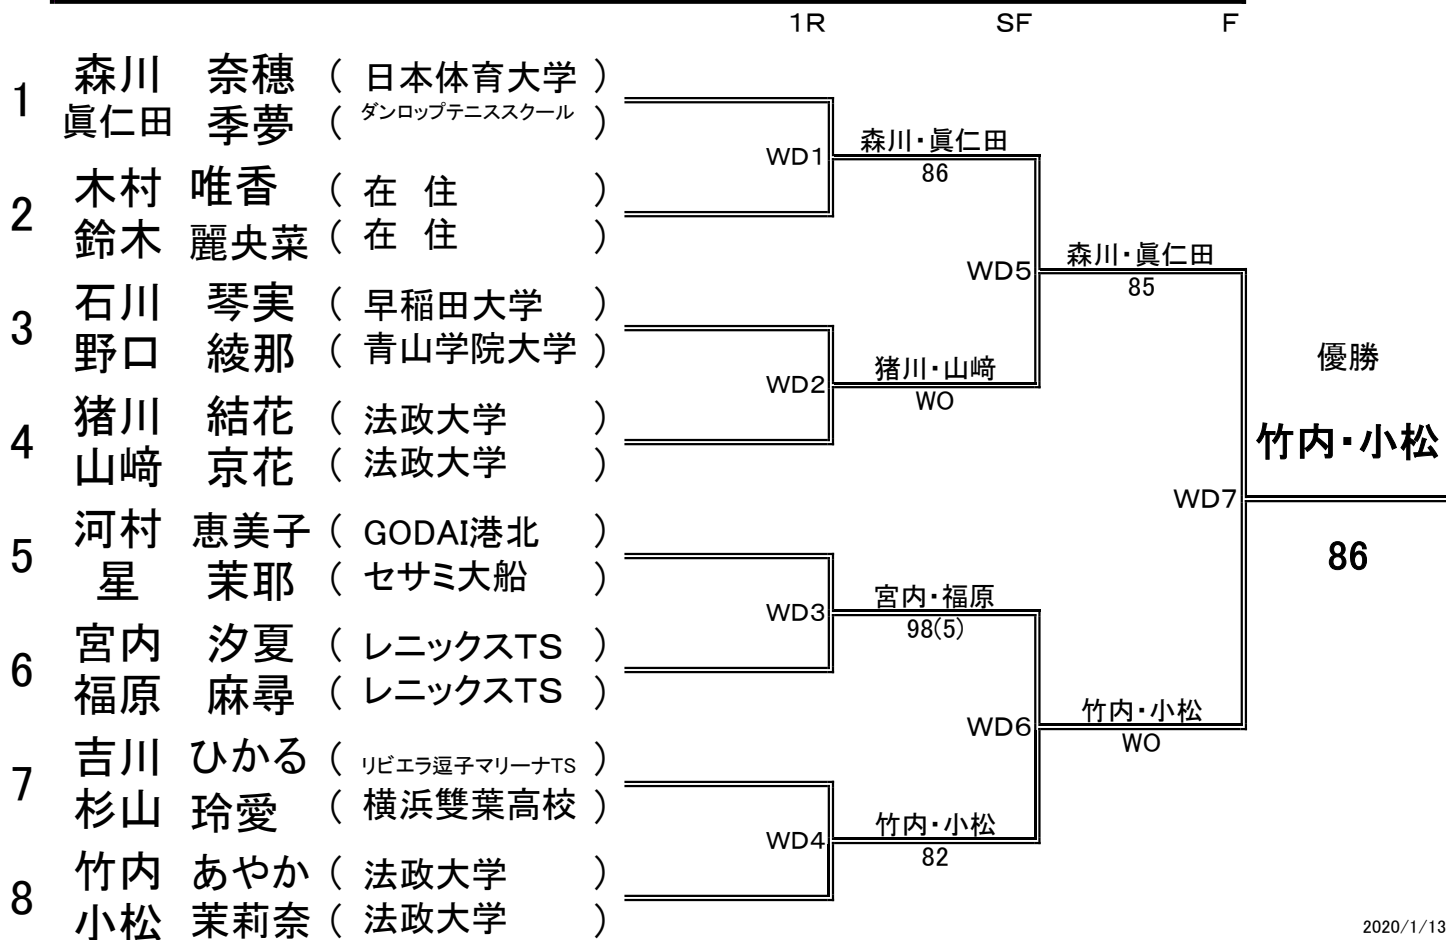 1R SF F
1 森川 奈穂 ( 日本体育大学 )
眞仁田 季夢 ( ダンロップテニススクール )
WD1 森川・眞仁田
86
2 木村 唯香 ( 在 住 )
鈴木 麗央菜 ( 在 住 )
WD5 森川・眞仁田
85
3 石川 琴実 ( 早稲田大学 )
野口 綾那 ( 青山学院大学 )
WD2 猪川・山﨑
WO
4 猪川 結花 ( 法政大学 )
山﨑 京花 ( 法政大学 )
優勝
竹内・小松
WD7
86
5 河村 恵美子 ( GODAI港北 )
星 茉耶 ( セサミ大船 )
WD3 宮内・福原
98(5)
6 宮内 汐夏 ( レニックスTS )
福原 麻尋 ( レニックスTS )
WD6 竹内・小松
WO
7 吉川 ひかる ( リビエラ逗子マリーナTS )
杉山 玲愛 ( 横浜雙葉高校 )
WD4 竹内・小松
82
8 竹内 あやか ( 法政大学 )
小松 茉莉奈 ( 法政大学 )
2020/1/13